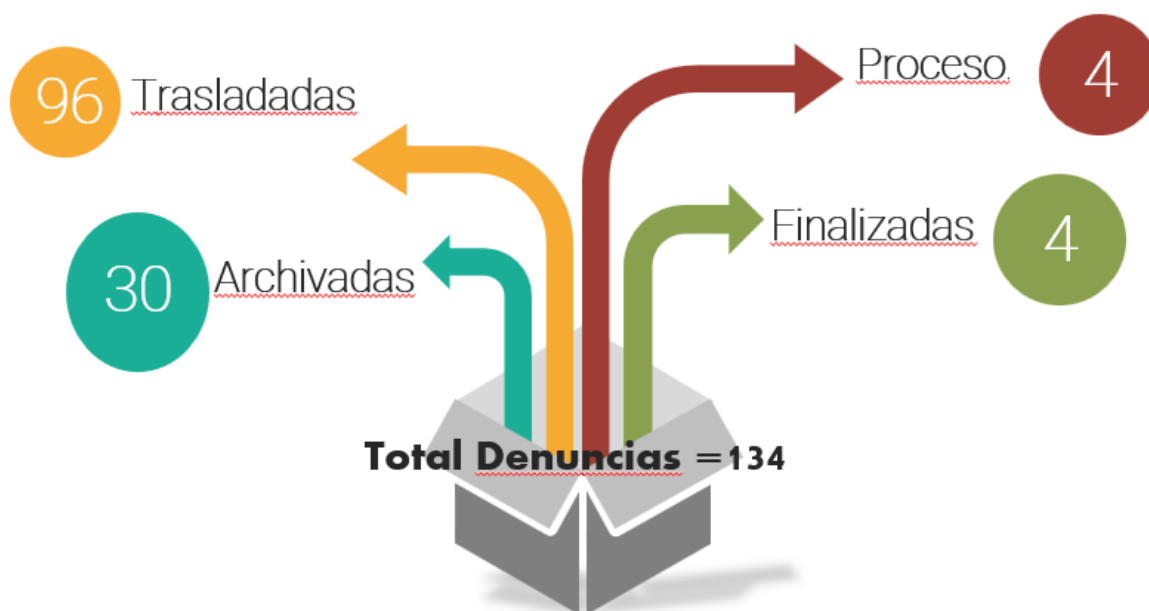 96 Trasladadas
Proceso. 4
30 Archivadas
Finalizadas 4
Total Denuncias =134